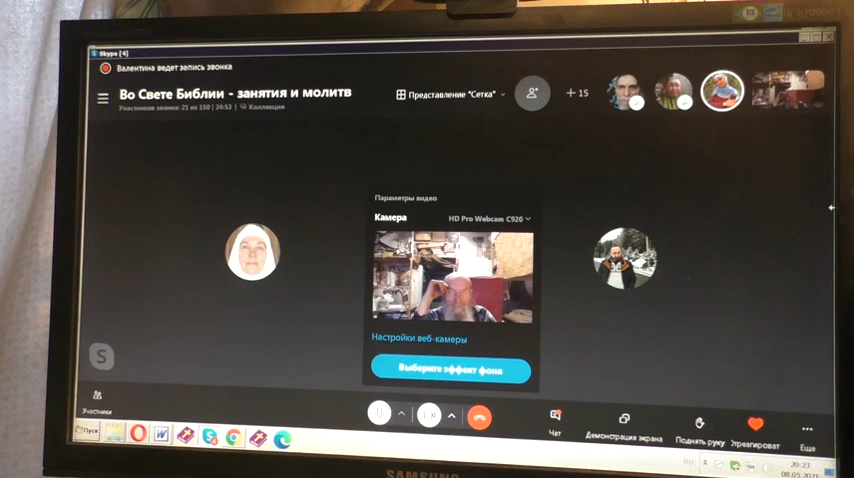 Skype [4]
Валентина ведет запись звонка
Во Свете Библии - занятия и молитв
Представление "Сетка"
+15
Участников звонка: 21 из 150 | 24:53 | Коллекция
Параметры видео
Камера
HD Pro Webcam C920
Настройки веб-камеры
Выберите эффект фона
Участники
Чат
Демонстрация экрана
Поднять руку
Отреагироват
Еще
Пуск
RU
20:23
08.05.2021
SAMSUNG